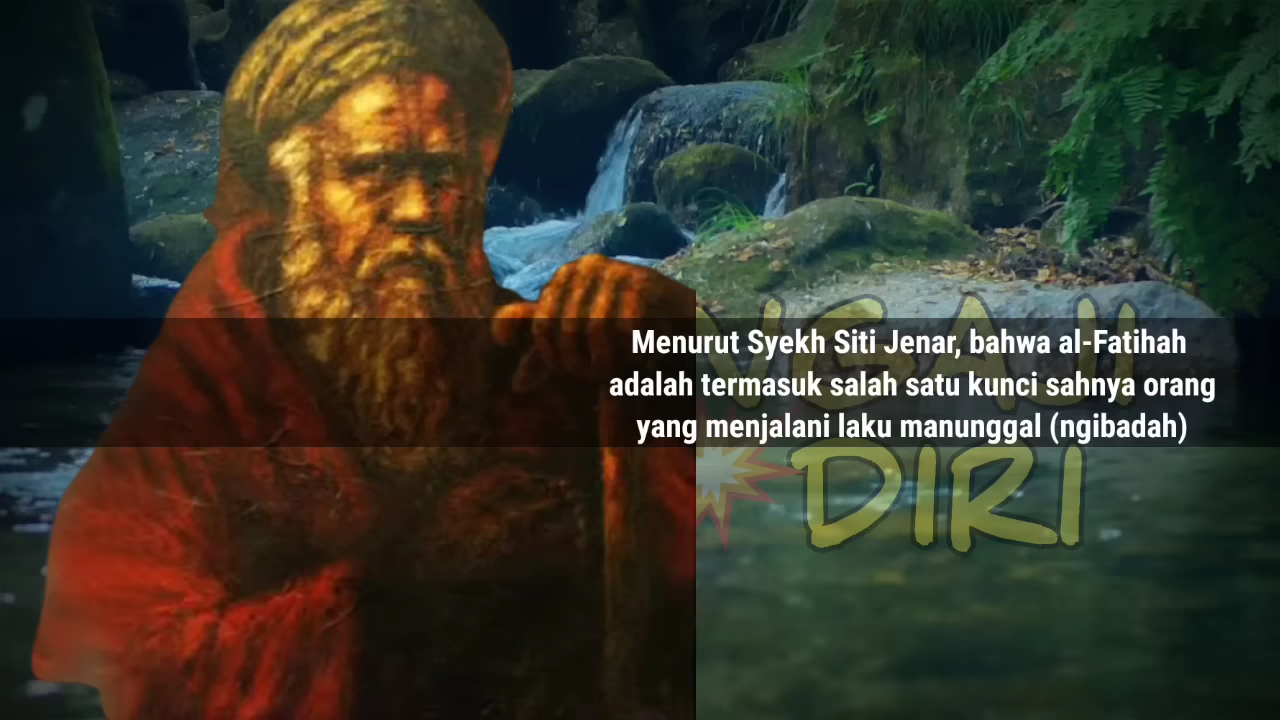 NGAJI
Menurut Syekh Siti Jenar, bahwa al-Fatihah
adalah termasuk salah satu kunci sahnya orang
yang menjalani laku manunggal (ngibadah)
DIRI